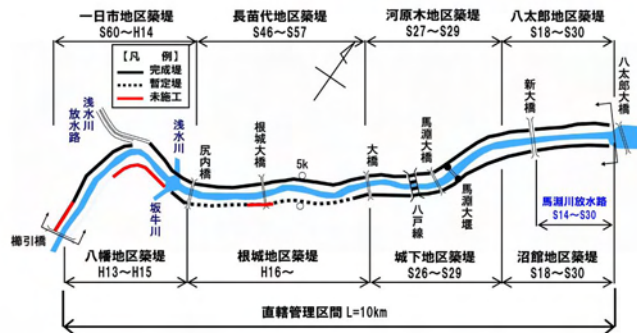 一日市地区築堤
S60～H14
長苗代地区築堤
S46～S57
河原木地区築堤
S27～S29
八太郎地区築堤
S18～S30
【凡 例】
完成堤
暫定堤
未施工
浅水川
放水路
浅水川
尻内橋
根城大橋
5k
大橋
馬淵大橋
八戸線
馬淵大堰
新大橋
八太郎大橋
馬淵川放水路
S14～S30
坂牛川
櫛引橋
八幡地区築堤
H13～H15
根城地区築堤
H16～
城下地区築堤
S26～S29
沼館地区築堤
S18～S30
直轄管理区間 L=10km